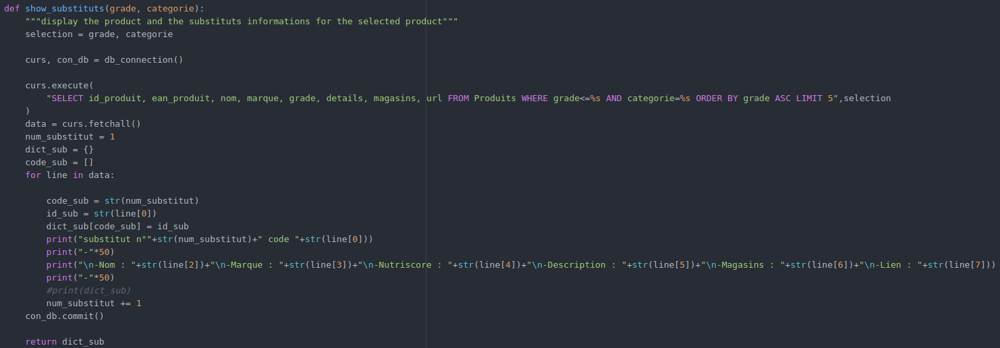 def show_substituts(grade, categorie):
    """display the product and the substituts informations for the selected product"""
    selection = grade, categorie

    curs, con_db = db_connection()

    curs.execute(
        "SELECT id_produit, ean_produit, nom, marque, grade, details, magasins, url FROM Produits WHERE grade<=%s AND categorie=%s ORDER BY grade ASC LIMIT 5",selection
    )
    data = curs.fetchall()
    num_substitut = 1
    dict_sub = {}
    code_sub = []
    for line in data:

        code_sub = str(num_substitut)
        id_sub = str(line[0])
        dict_sub[code_sub] = id_sub
        print("substitut n°"+str(num_substitut)+" code "+str(line[0]))
        print("-"*50)
        print("\n-Nom : "+str(line[2])+"\n-Marque : "+str(line[3])+"\n-Nutriscore : "+str(line[4])+"\n-Description : "+str(line[5])+"\n-Magasins : "+str(line[6])+"\n-Lien : "+str(line[7]))
        print("-"*50)
        #print(dict_sub)
        num_substitut += 1
    con_db.commit()

    return dict_sub